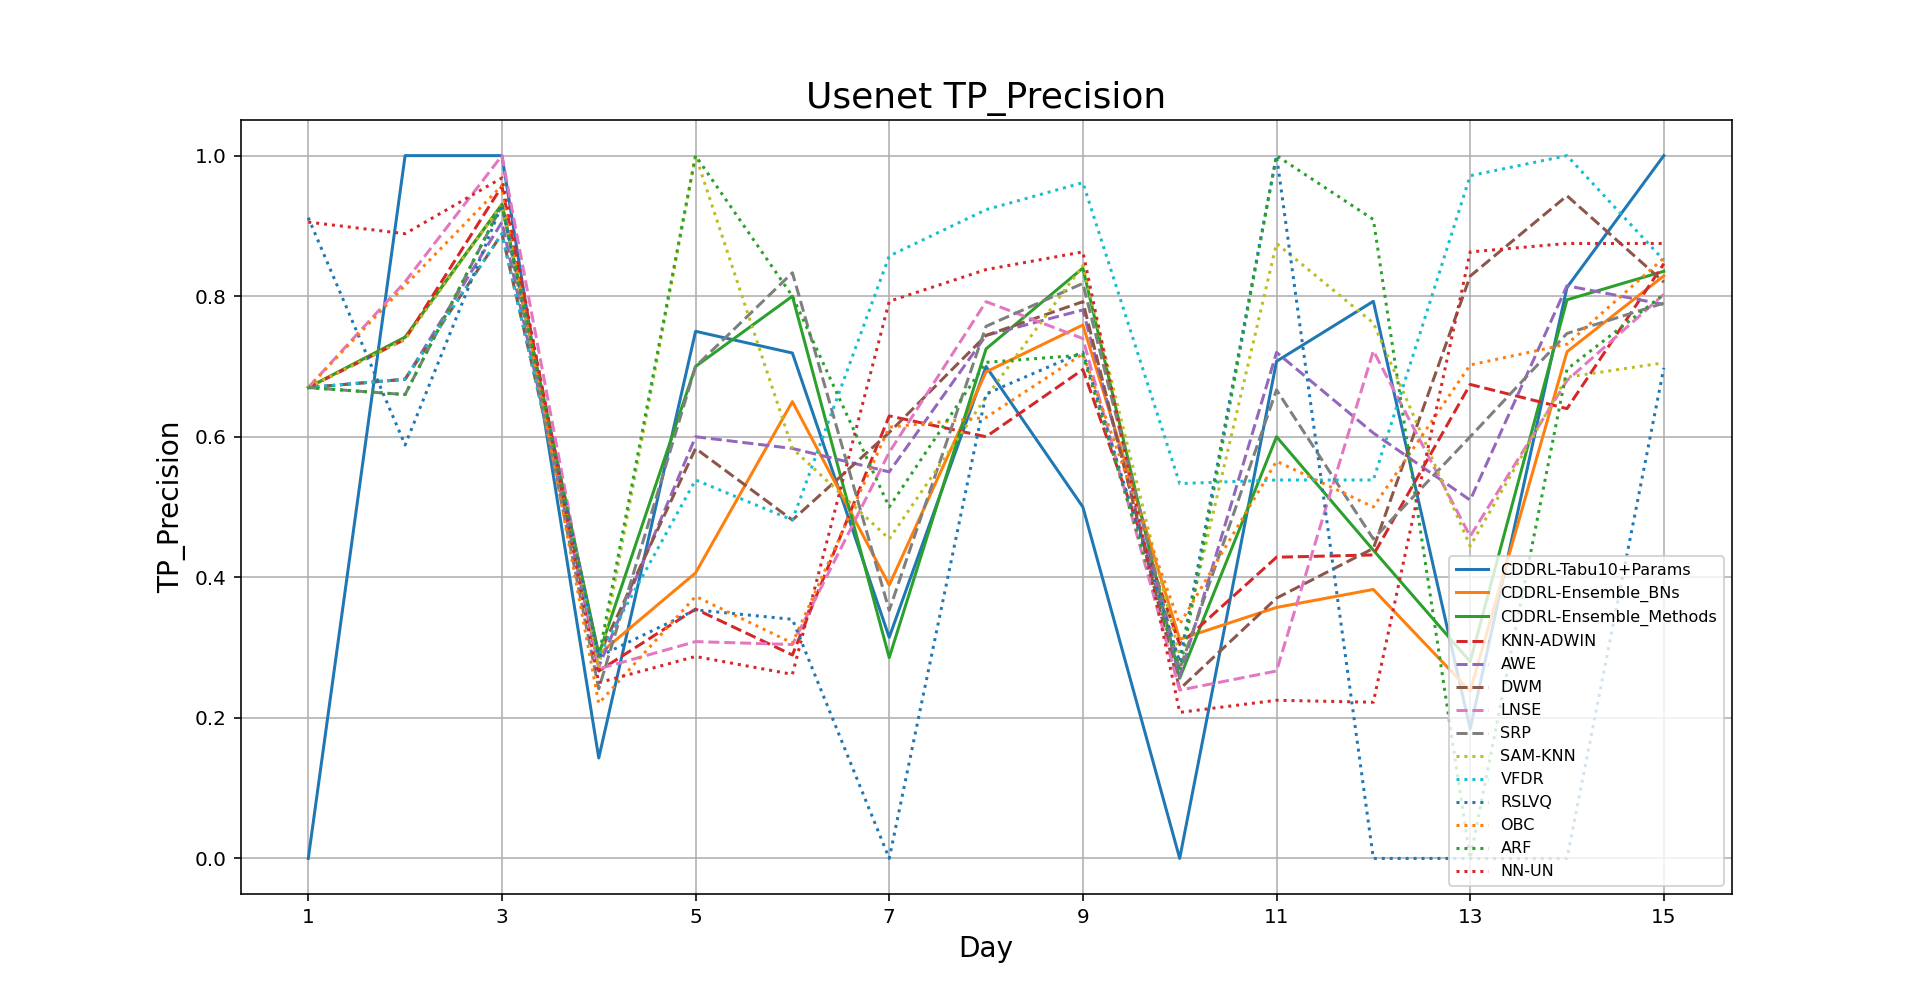 Usenet TP_Precision
TP_Precision
1.0
0.8
0.6
0.4
0.2
0.0
CDDRL-Tabu10+Params
CDDRL-Ensemble_BNs
CDDRL-Ensemble_Methods
KNN-ADWIN
AWE
DWM
LNSE
SRP
SAM-KNN
VFDR
RSLVQ
OBC
ARF
NN-UN
1 3 5 7 9 11 13 15
Day